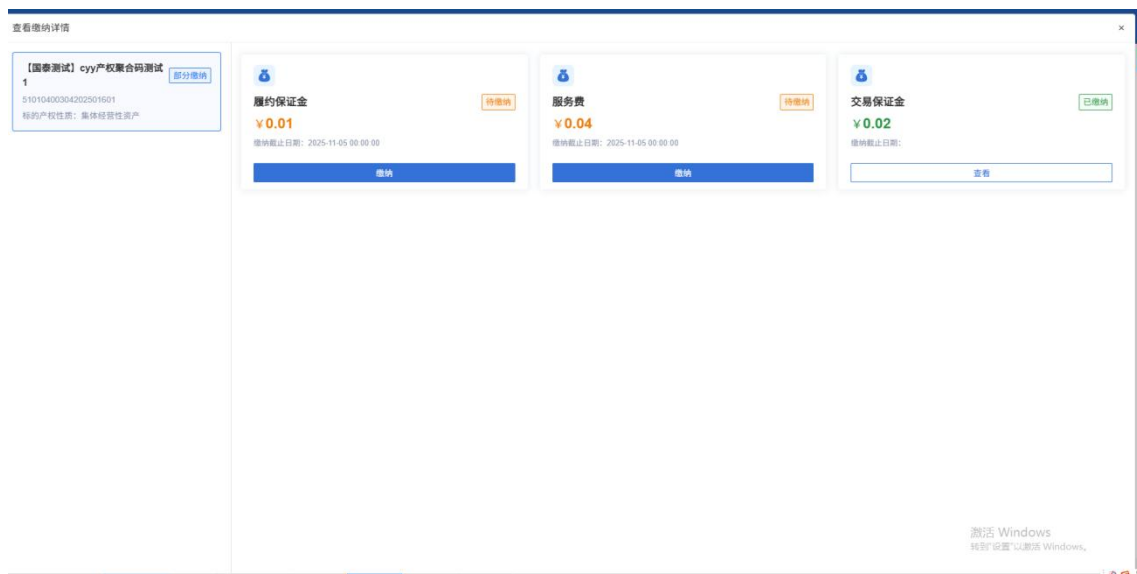 查看缴纳详情
×
【国泰测试】cyy产权聚合码测试
1
部分缴纳
51010400304202501601
标的产权性质：集体经营性资产
履约保证金
待缴纳
￥0.01
缴纳截止日期：2025-11-05 00:00:00
缴纳
服务费
待缴纳
￥0.04
缴纳截止日期：2025-11-05 00:00:00
缴纳
交易保证金
已缴纳
￥0.02
缴纳截止日期：
查看
激活 Windows
转到"设置"以激活 Windows。